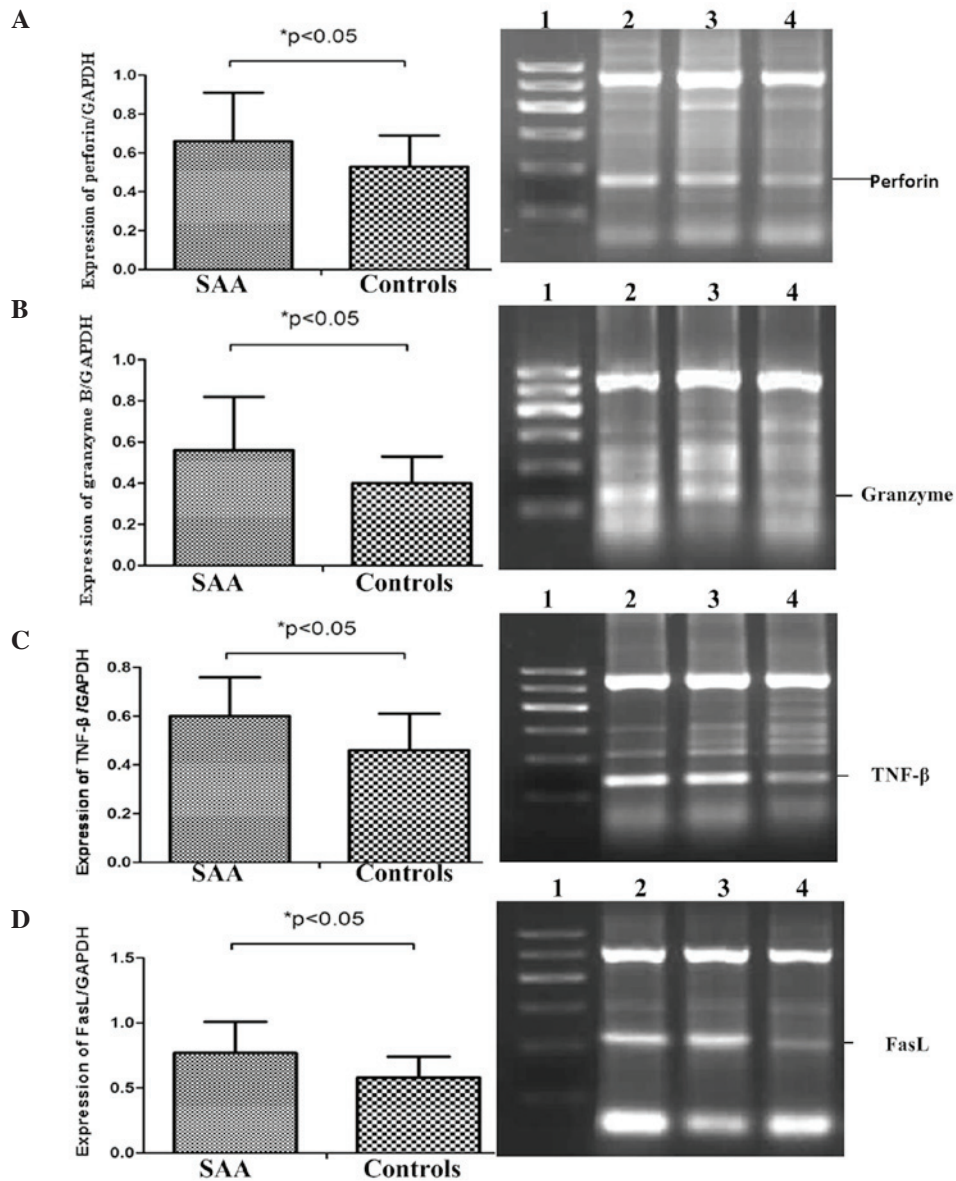 A
*p<0.05
Expression of perforin/GAPDH
1.0
0.8
0.6
0.4
0.2
0.0
SAA Controls
1 2 3 4
Perforin
B
*p<0.05
Expression of granzyme B/GAPDH
1.0
0.8
0.6
0.4
0.2
0.0
SAA Controls
1 2 3 4
Granzyme
C
*p<0.05
Expression of TNF-β/GAPDH
0.8
0.6
0.4
0.2
0.0
SAA Controls
1 2 3 4
TNF-β
D
*p<0.05
Expression of FasL/GAPDH
1.5
1.0
0.5
0.0
SAA Controls
1 2 3 4
FasL